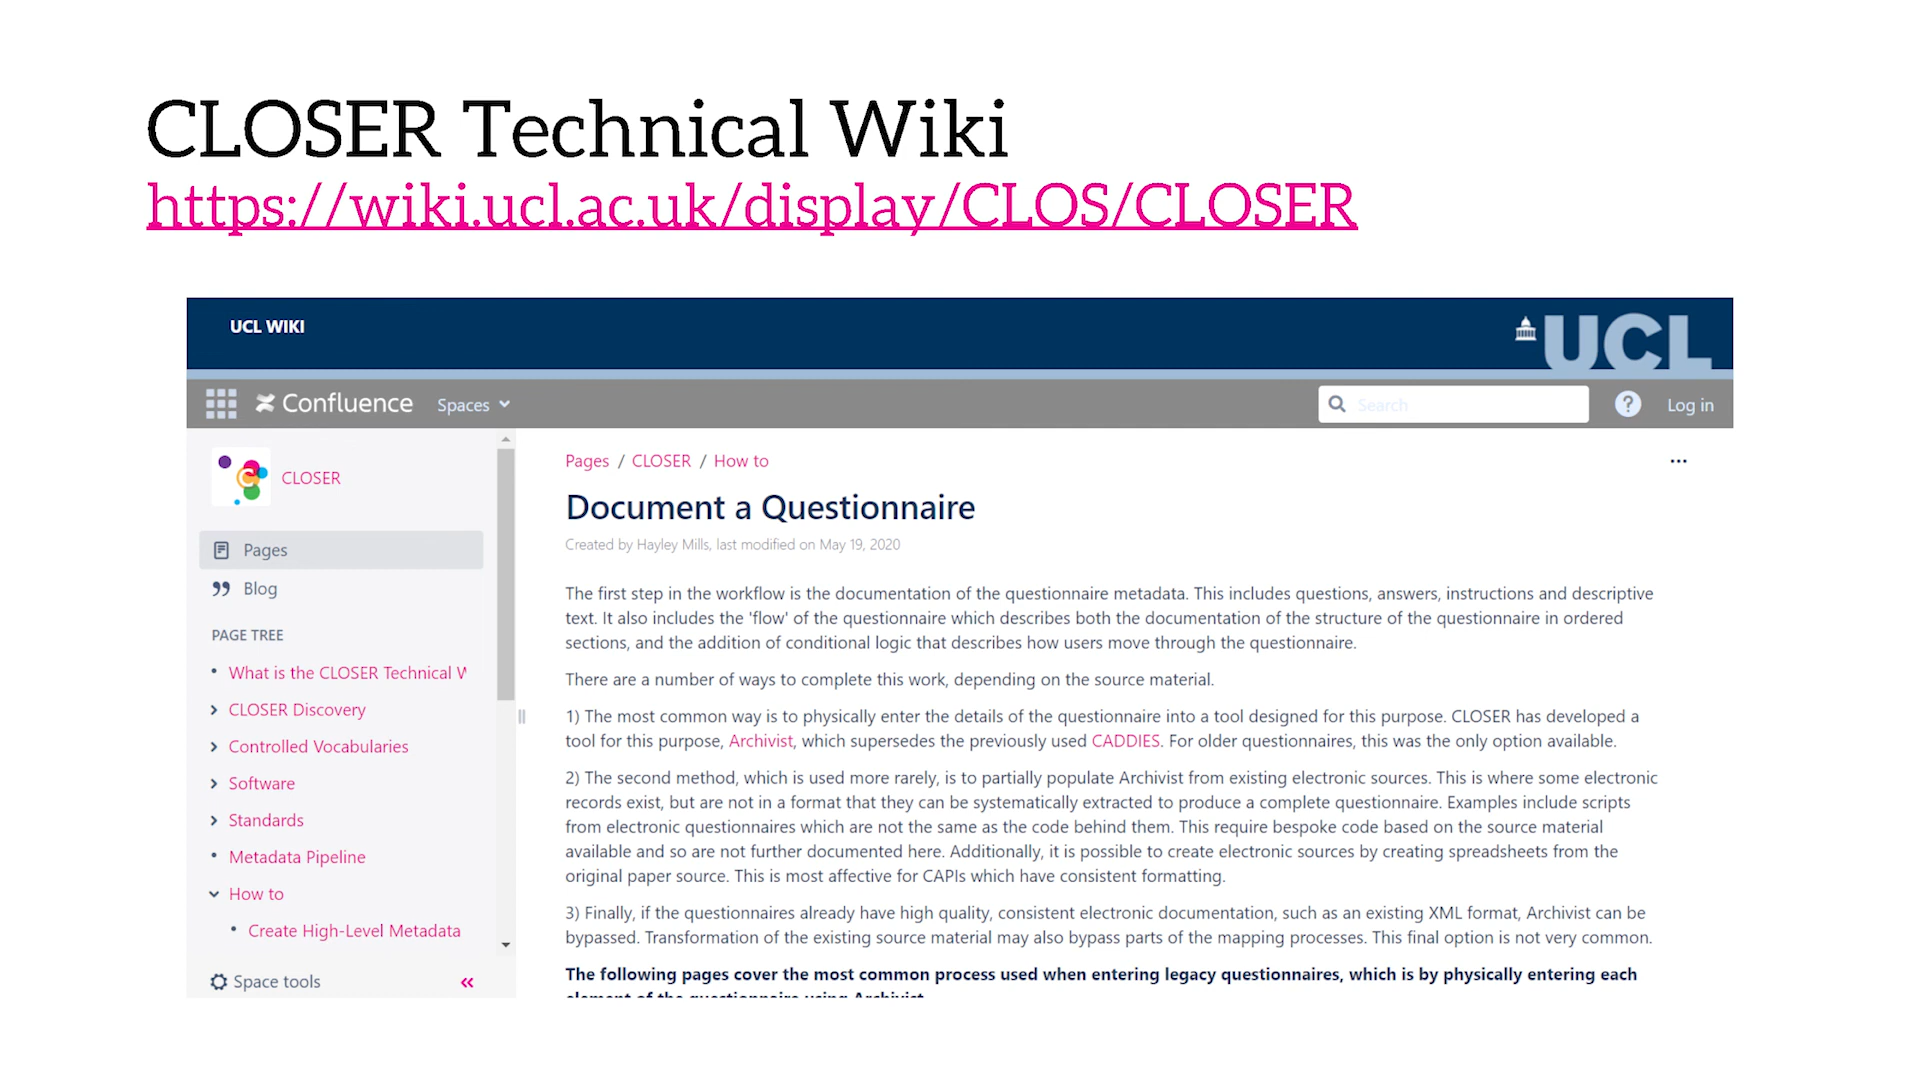 CLOSER Technical Wiki
https://wiki.ucl.ac.uk/display/CLOS/CLOSER
UCL WIKI
UCL
Confluence
Spaces
Search
?
Log in
CLOSER
Pages
Blog
PAGE TREE
What is the CLOSER Technical W
CLOSER Discovery
Controlled Vocabularies
Software
Standards
Metadata Pipeline
How to
Create High-Level Metadata
Space tools
Pages / CLOSER / How to
Document a Questionnaire
Created by Hayley Mills, last modified on May 19, 2020
The first step in the workflow is the documentation of the questionnaire metadata. This includes questions, answers, instructions and descriptive
text. It also includes the 'flow' of the questionnaire which describes both the documentation of the structure of the questionnaire in ordered
sections, and the addition of conditional logic that describes how users move through the questionnaire.
There are a number of ways to complete this work, depending on the source material.
1) The most common way is to physically enter the details of the questionnaire into a tool designed for this purpose. CLOSER has developed a
tool for this purpose, Archivist, which supersedes the previously used CADDIES. For older questionnaires, this was the only option available.
2) The second method, which is used more rarely, is to partially populate Archivist from existing electronic sources. This is where some electronic
records exist, but are not in a format that they can be systematically extracted to produce a complete questionnaire. Examples include scripts
from electronic questionnaires which are not the same as the code behind them. This require bespoke code based on the source material
available and so are not further documented here. Additionally, it is possible to create electronic sources by creating spreadsheets from the
original paper source. This is most affective for CAPIs which have consistent formatting.
3) Finally, if the questionnaires already have high quality, consistent electronic documentation, such as an existing XML format, Archivist can be
bypassed. Transformation of the existing source material may also bypass parts of the mapping processes. This final option is not very common.
The following pages cover the most common process used when entering legacy questionnaires, which is by physically entering each
element of the questionnaire using Archivist